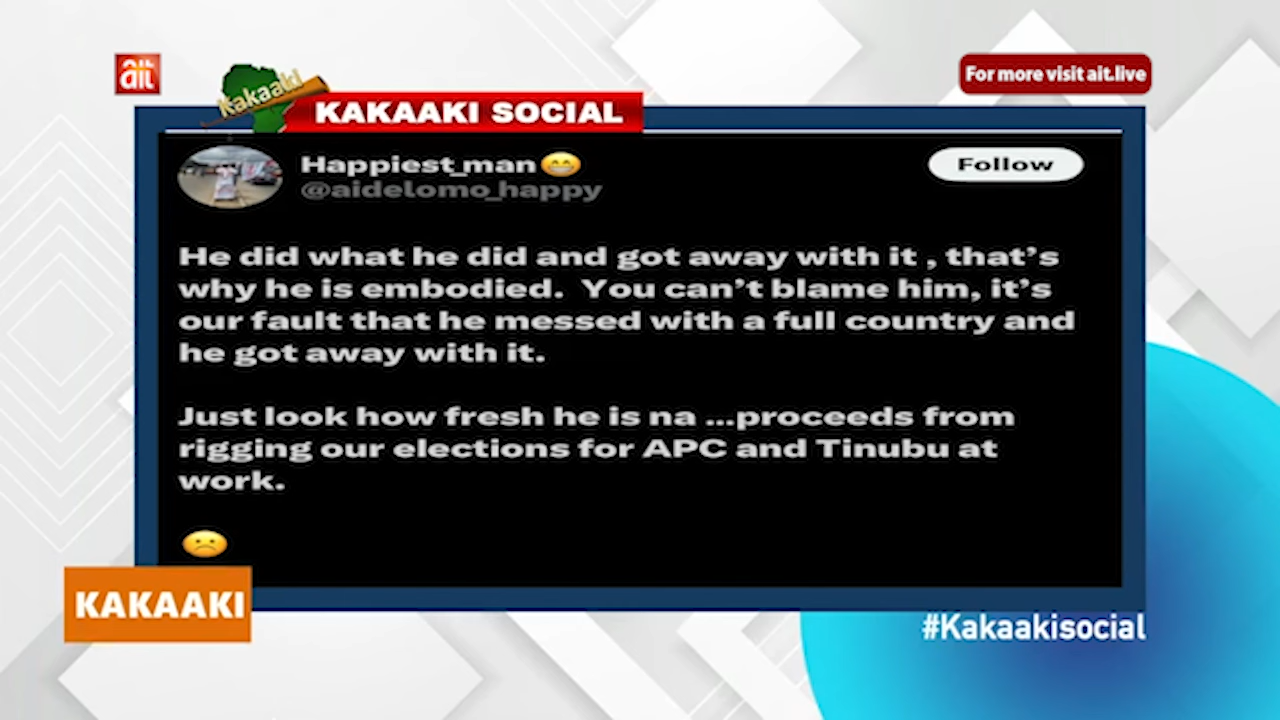 ait
Kakaaki
KAKAAKI SOCIAL
For more visit ait.live
Happiest_man😁
@aidelomo_happy
Follow
He did what he did and got away with it , that’s
why he is embodied.  You can’t blame him, it’s
our fault that he messed with a full country and
he got away with it.
Just look how fresh he is na ...proceeds from
rigging our elections for APC and Tinubu at
work.
☹️
KAKAAKI
#Kakaakisocial